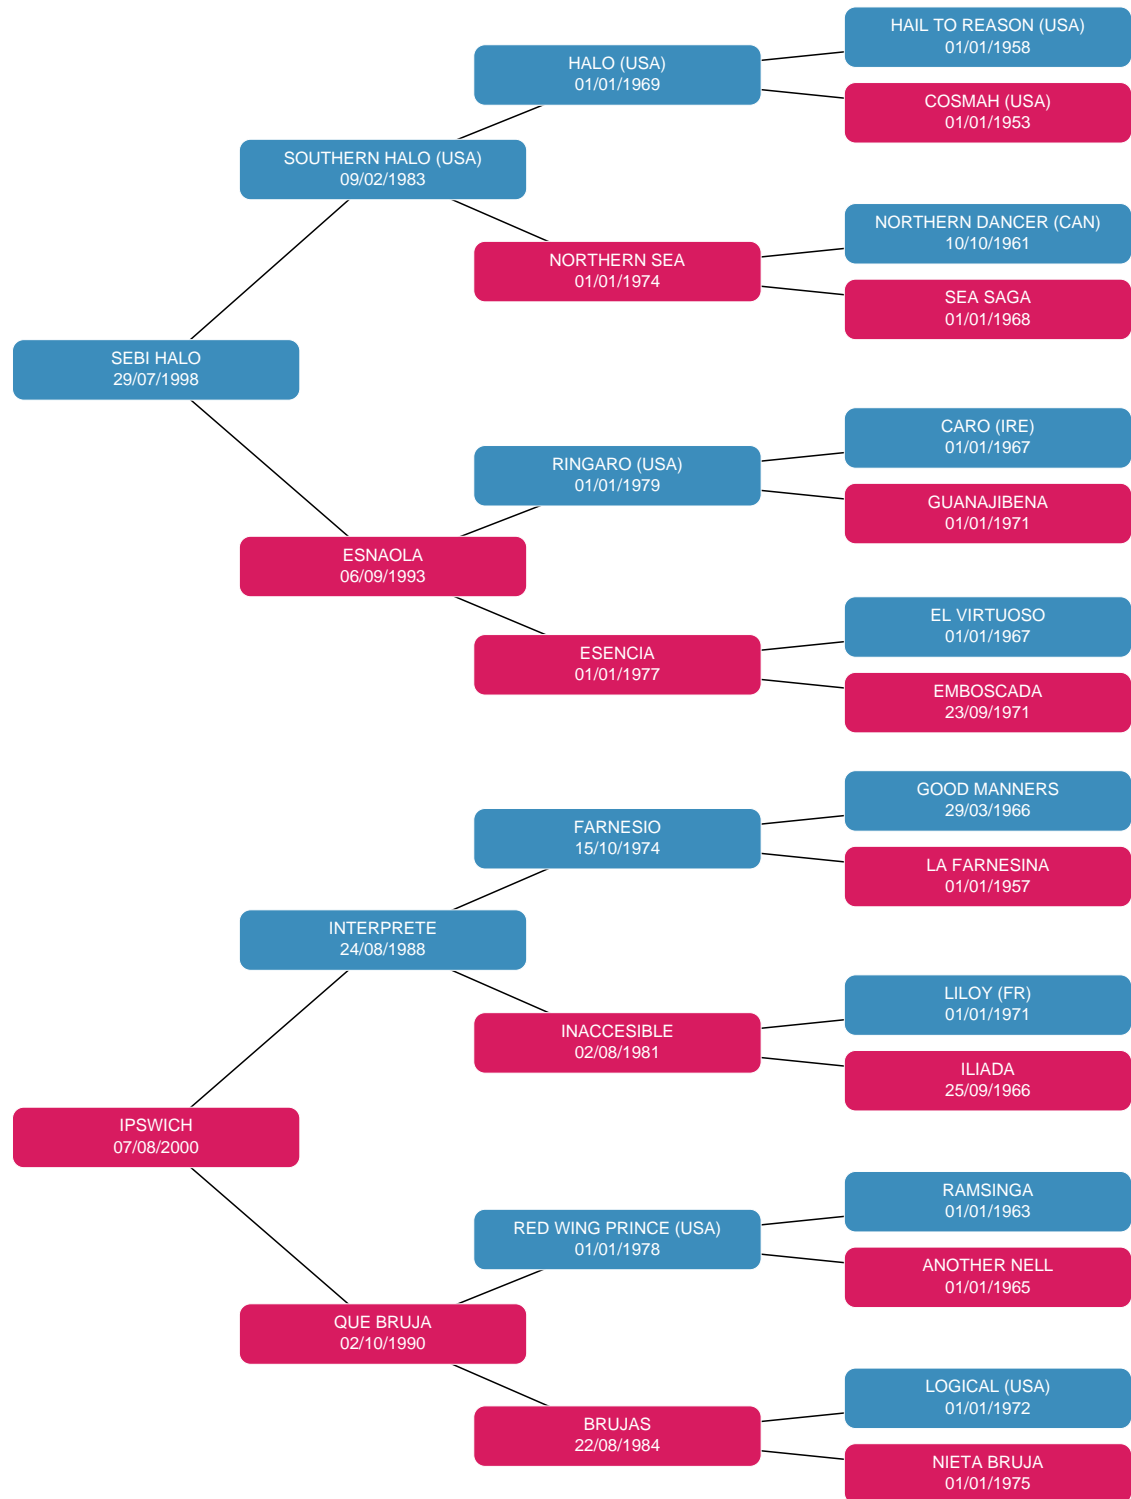 HAIL TO REASON (USA)
01/01/1958
HALO (USA)
01/01/1969
COSMAH (USA)
01/01/1953
SOUTHERN HALO (USA)
09/02/1983
NORTHERN DANCER (CAN)
10/10/1961
NORTHERN SEA
01/01/1974
SEA SAGA
01/01/1968
SEBI HALO
29/07/1998
CARO (IRE)
01/01/1967
RINGARO (USA)
01/01/1979
GUANAJIBENA
01/01/1971
ESNAOLA
06/09/1993
EL VIRTUOSO
01/01/1967
ESENCIA
01/01/1977
EMBOSCADA
23/09/1971
GOOD MANNERS
29/03/1966
FARNESIO
15/10/1974
LA FARNESINA
01/01/1957
INTERPRETE
24/08/1988
LILOY (FR)
01/01/1971
INACCESIBLE
02/08/1981
ILIADA
25/09/1966
IPSWICH
07/08/2000
RAMSINGA
01/01/1963
RED WING PRINCE (USA)
01/01/1978
ANOTHER NELL
01/01/1965
QUE BRUJA
02/10/1990
LOGICAL (USA)
01/01/1972
BRUJAS
22/08/1984
NIETA BRUJA
01/01/1975